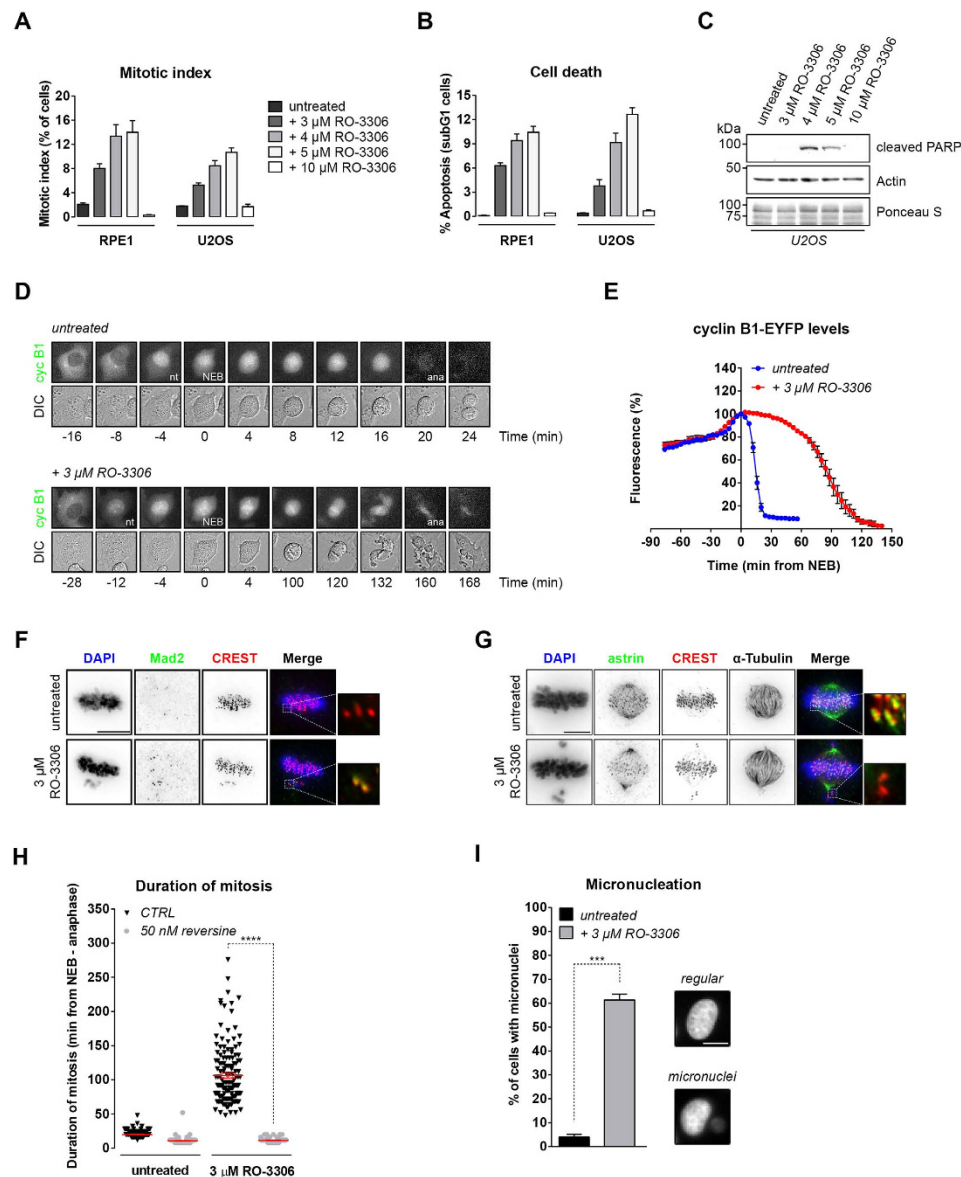 A
Mitotic index
Mitotic index (% of cells)
20
16
12
8
4
0
RPE1
U2OS
untreated
+ 3 µM RO-3306
+ 4 µM RO-3306
+ 5 µM RO-3306
+ 10 µM RO-3306
B
Cell death
% Apoptosis (subG1 cells)
15
12
9
6
3
0
RPE1
U2OS
C
untreated
3 µM RO-3306
4 µM RO-3306
5 µM RO-3306
10 µM RO-3306
kDa
100
50
100
75
cleaved PARP
Actin
Ponceau S
U2OS
D
untreated
cyc B1
nt
NEB
ana
DIC
-16 -8 -4 0 4 8 12 16 20 24 Time (min)
+ 3 µM RO-3306
cyc B1
nt
NEB
ana
DIC
-28 -12 -4 0 4 100 120 132 160 168 Time (min)
E
cyclin B1-EYFP levels
untreated
+ 3 µM RO-3306
Fluorescence (%)
140
120
100
80
60
40
20
-90 -60 -30 0 30 60 90 120 150
Time (min from NEB)
F
DAPI Mad2 CREST Merge
untreated
3 µM RO-3306
G
DAPI astrin CREST α-Tubulin Merge
untreated
3 µM RO-3306
H
Duration of mitosis
CTRL
50 nM reversine
Duration of mitosis (min from NEB - anaphase)
350
300
250
200
150
100
50
0
****
untreated
3 µM RO-3306
I
Micronucleation
untreated
+ 3 µM RO-3306
% of cells with micronuclei
100
90
80
70
60
50
40
30
20
10
0
***
regular
micronuclei